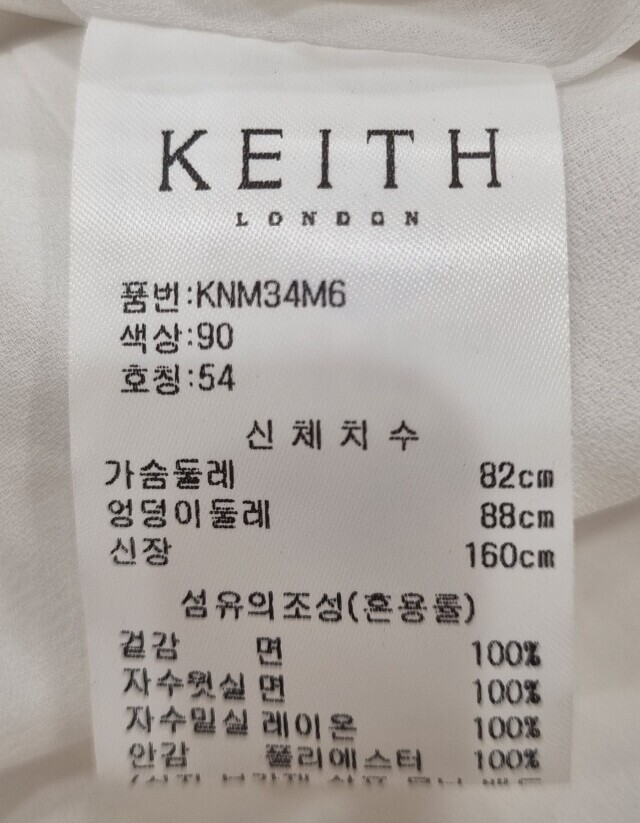 KEITH
LONDON
품번:KNM34M6
색상:90
호칭:54
신체치수
가슴둘레 82cm
엉덩이둘레 88cm
신장 160cm
섬유의조성(혼용률)
겉감 면 100%
자수윗실 면 100%
자수밑실 레이온 100%
안감 폴리에스터 100%